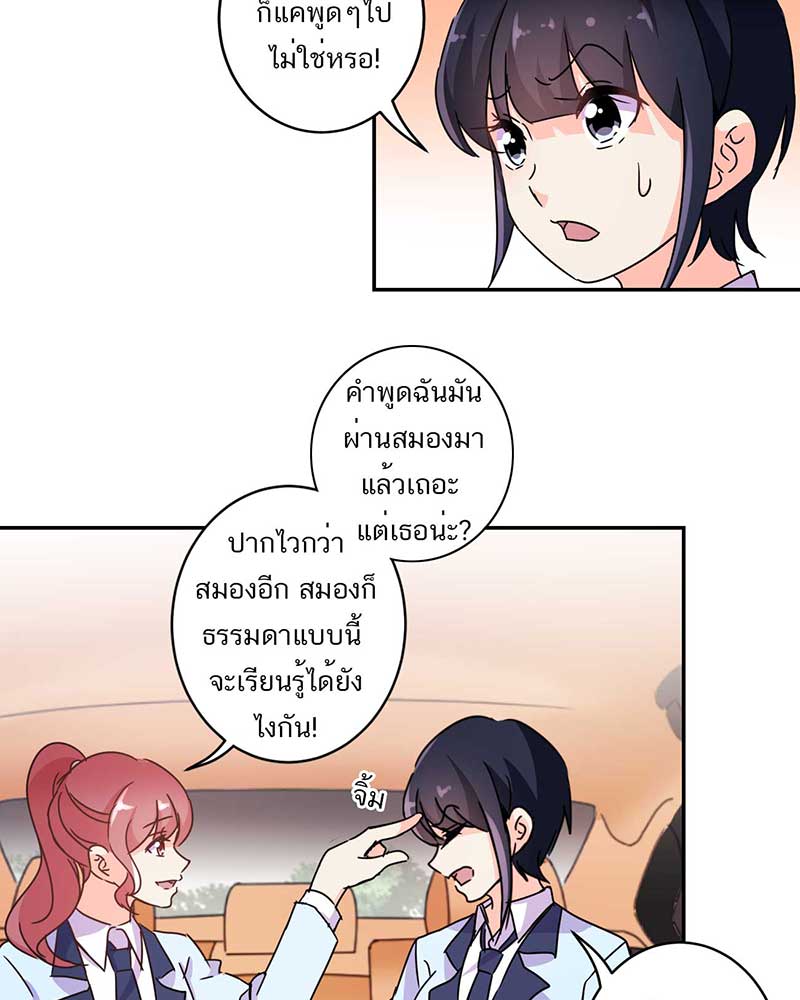 ก็แค่พูดๆไป
ไม่ใช่หรอ!
คำพูดฉันมัน
ผ่านสมองมา
แล้วเถอะ
แต่เธอน่ะ?
ปากไวกว่า
สมองอีก สมองก็
ธรรมดาแบบนี้
จะเรียนรู้ได้ยัง
ไงกัน!
จิ้ม